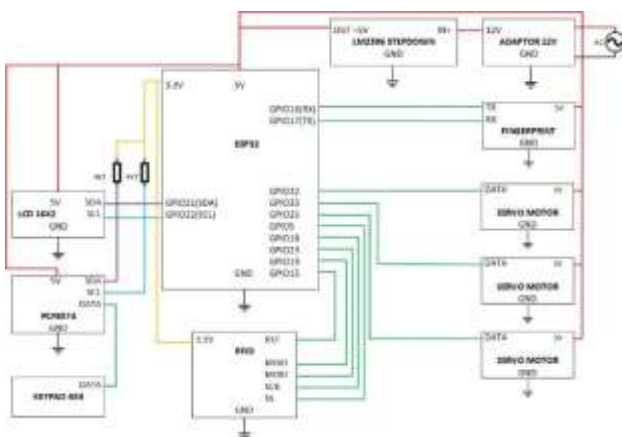 OUT +5V IN+
LM2596 STEPDOWN
GND
12V
ADAPTOR 12V
GND
AC
3.3V 5V
ESP32
GPIO16(RX)
GPIO17(TX)
TX 5V
RX
FINGERPRINT
GND
5V SDA
LCD 16X2 SCL
GND
GPIO21(SDA)
GPIO22(SCL)
GPIO32
GPIO33
GPIO5
GPIO18
GPIO19
GPIO15
GND
DATA 5V
SERVO MOTOR
GND
DATA 5V
SERVO MOTOR
GND
DATA 5V
SERVO MOTOR
GND
5V SDA
SCL
DATA
PCF8574
GND
DATA
KEYPAD 4X4
3.3V RST
RFID
MISO
MOSI
SCK
SS
GND